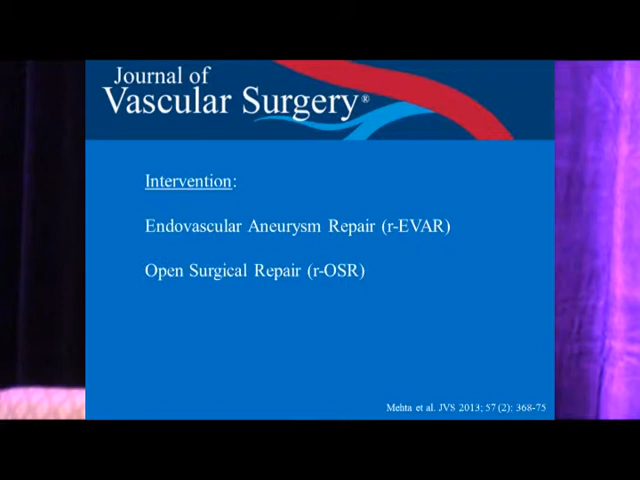 Journal of
Vascular Surgery®
Intervention:
Endovascular Aneurysm Repair (r-EVAR)
Open Surgical Repair (r-OSR)
Mehta et al. JVS 2013; 57 (2): 368-75